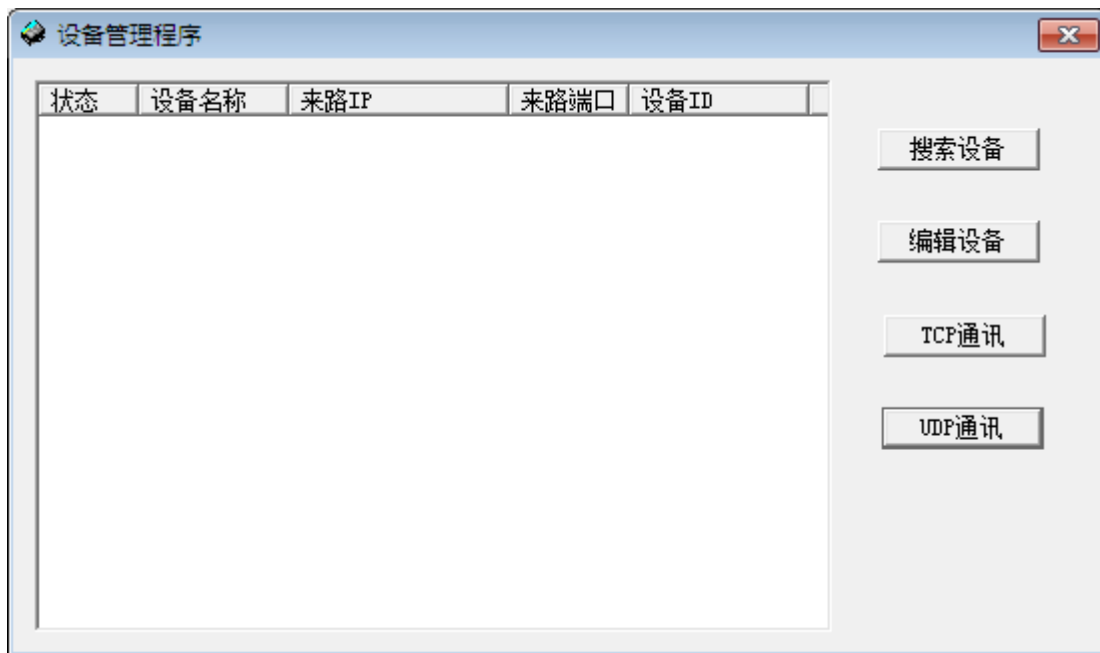 设备管理程序
状态 设备名称 来路IP 来路端口 设备ID
搜索设备
编辑设备
TCP通讯
UDP通讯